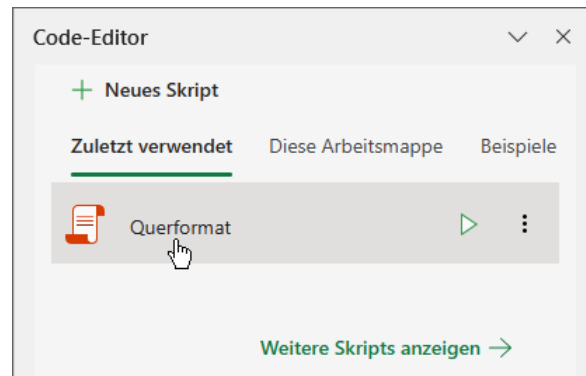 Code-Editor
Neues Skript
Zuletzt verwendet Diese Arbeitsmappe Beispiele
Querformat
Weitere Skripts anzeigen